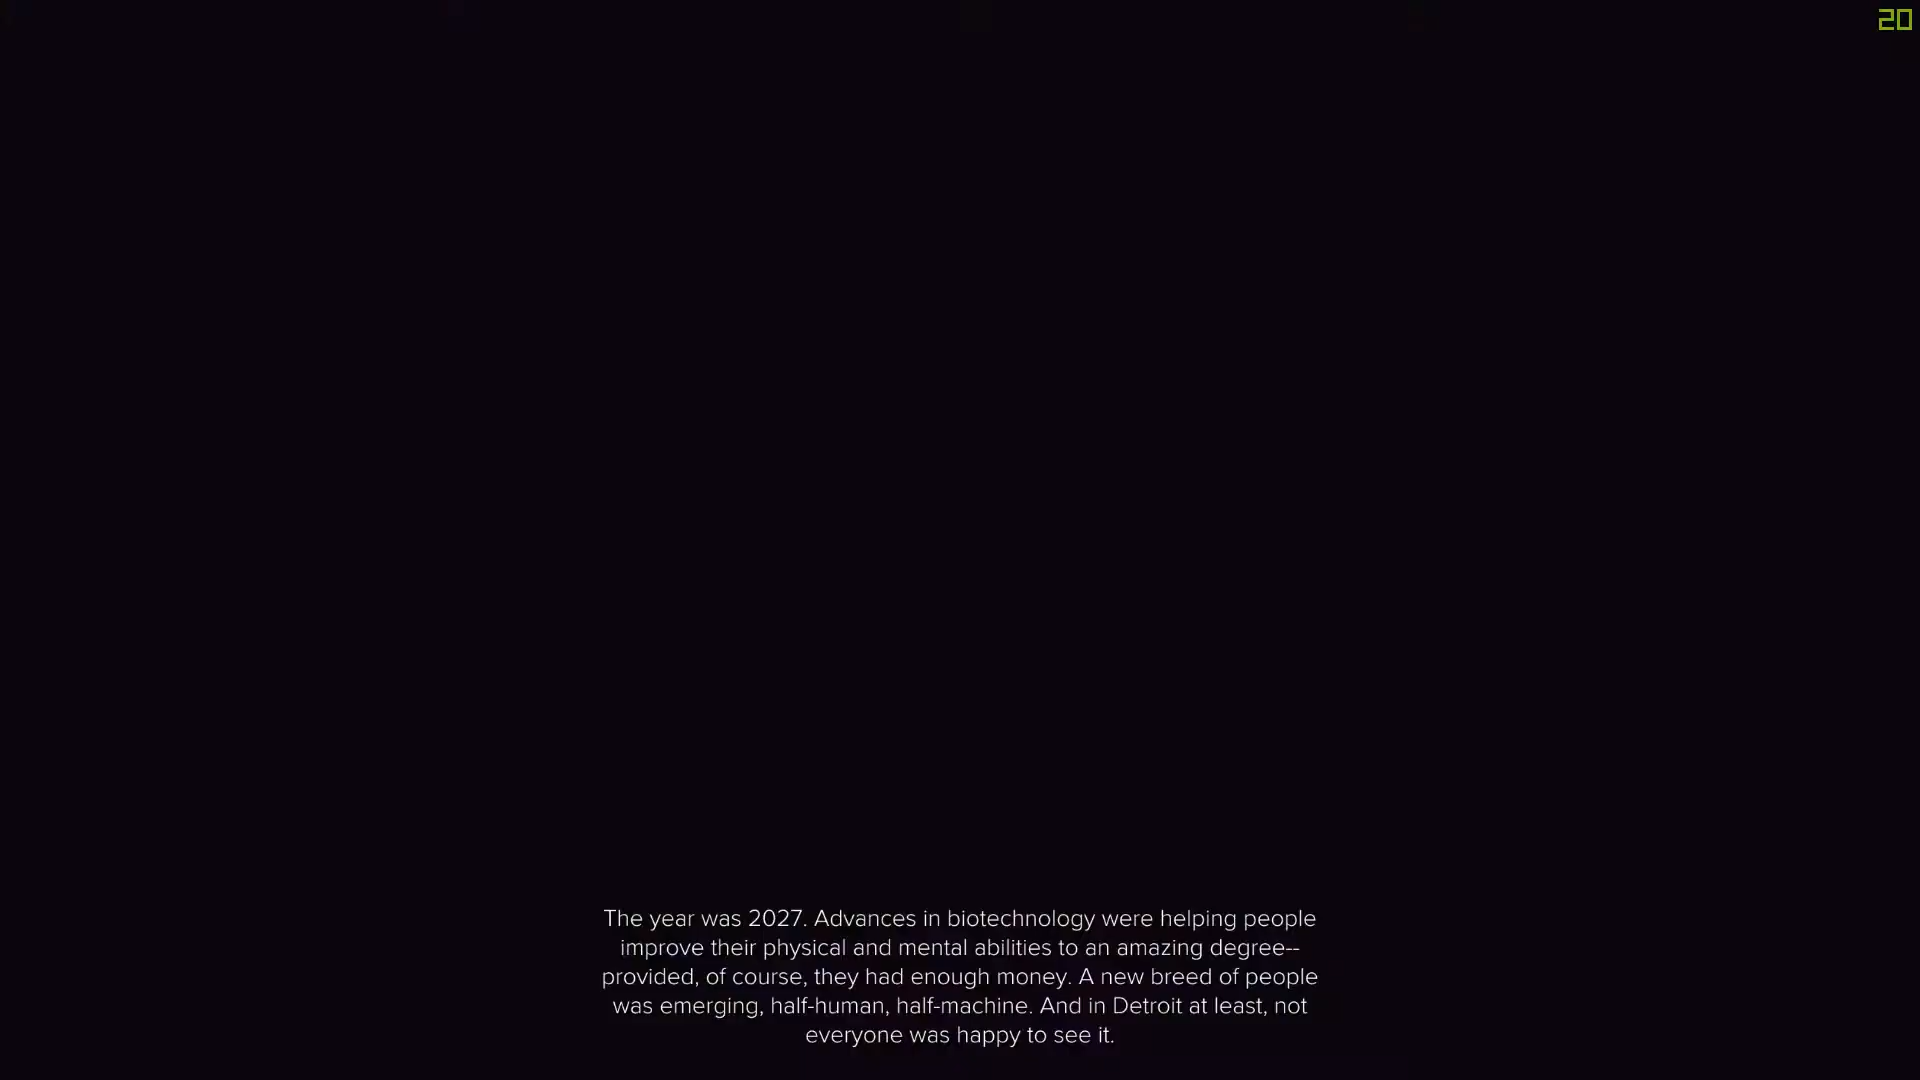 20
The year was 2027. Advances in biotechnology were helping people
improve their physical and mental abilities to an amazing degree--
provided, of course, they had enough money. A new breed of people
was emerging, half-human, half-machine. And in Detroit at least, not
everyone was happy to see it.